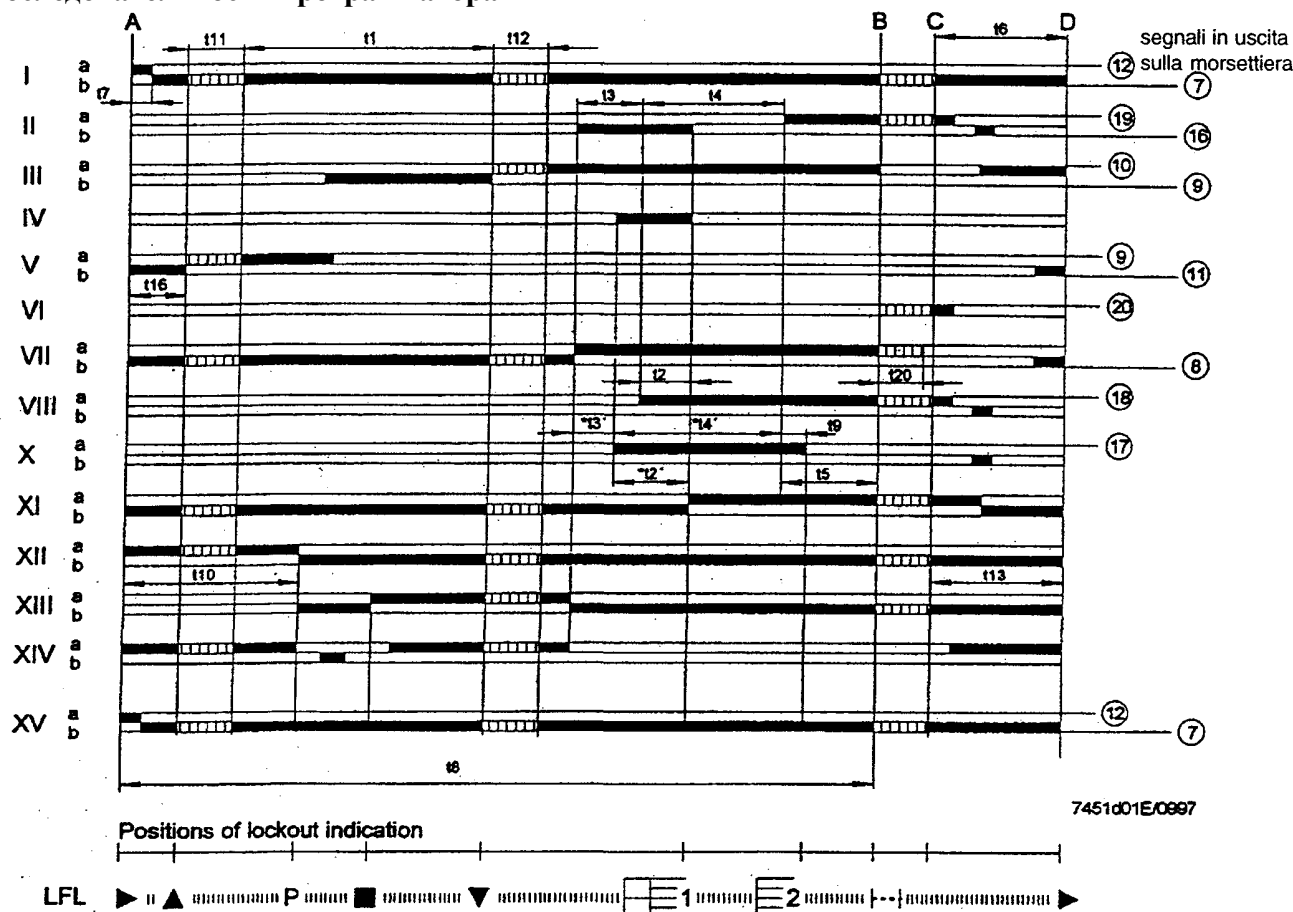 A B C D
t11 t1 t12 t6 segnali in uscita
sulla morsettiera
I a b 12 7
t7
t3 t4
II a b 19 16
III a b 10 9
IV
V a b 9 11
t16
VI 20
VII a b 8
t2 t20
VIII a b 18
"t3" "t4" t9
X a b 17
"t2" t5
XI a b
XII a b
t10 t13
XIII a b
XIV a b
XV a b 12 7
t8
7451d01E/0997
Positions of lockout indication
LFL P 1 2